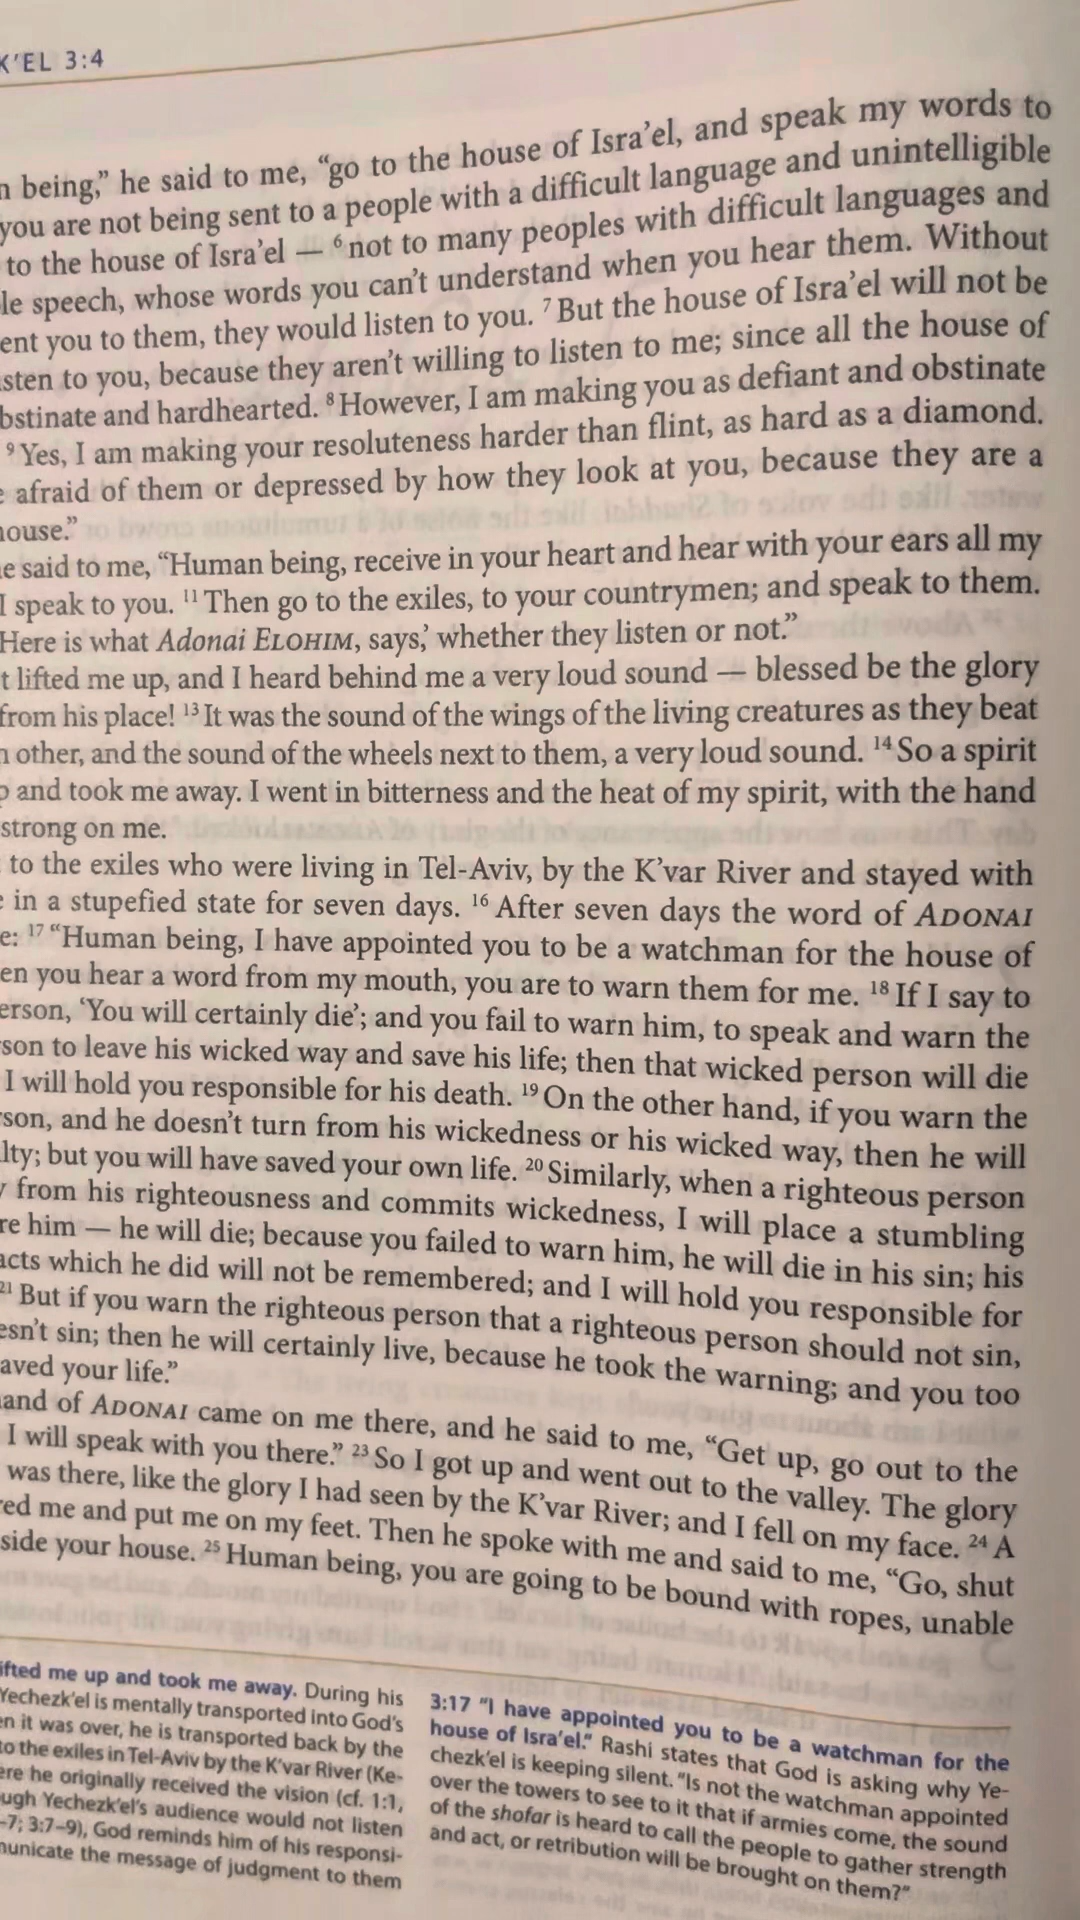 K'EL 3:4
being,” he said to me, “go to the house of Isra’el, and speak my words to
you are not being sent to a people with a difficult language and unintelligible
to the house of Isra’el — ⁶not to many peoples with difficult languages and
le speech, whose words you can’t understand when you hear them. Without
ent you to them, they would listen to you. ⁷But the house of Isra’el will not be
sten to you, because they aren’t willing to listen to me; since all the house of
bstinate and hardhearted. ⁸However, I am making you as defiant and obstinate
⁹Yes, I am making your resoluteness harder than flint, as hard as a diamond.
afraid of them or depressed by how they look at you, because they are a
ouse.”
e said to me, “Human being, receive in your heart and hear with your ears all my
I speak to you. ¹¹Then go to the exiles, to your countrymen; and speak to them.
Here is what Adonai ELOHIM, says,’ whether they listen or not.”
t lifted me up, and I heard behind me a very loud sound — blessed be the glory
from his place! ¹³It was the sound of the wings of the living creatures as they beat
other, and the sound of the wheels next to them, a very loud sound. ¹⁴So a spirit
and took me away. I went in bitterness and the heat of my spirit, with the hand
strong on me.
to the exiles who were living in Tel-Aviv, by the K’var River and stayed with
in a stupefied state for seven days. ¹⁶After seven days the word of ADONAI
e: ¹⁷“Human being, I have appointed you to be a watchman for the house of
en you hear a word from my mouth, you are to warn them for me. ¹⁸If I say to
erson, ‘You will certainly die’; and you fail to warn him, to speak and warn the
son to leave his wicked way and save his life; then that wicked person will die
I will hold you responsible for his death. ¹⁹On the other hand, if you warn the
son, and he doesn’t turn from his wickedness or his wicked way, then he will
lty; but you will have saved your own life. ²⁰Similarly, when a righteous person
from his righteousness and commits wickedness, I will place a stumbling
re him — he will die; because you failed to warn him, he will die in his sin; his
acts which he did will not be remembered; and I will hold you responsible for
²¹But if you warn the righteous person that a righteous person should not sin,
esn’t sin; then he will certainly live, because he took the warning; and you too
aved your life.”
and of ADONAI came on me there, and he said to me, “Get up, go out to the
I will speak with you there.” ²³So I got up and went out to the valley. The glory
was there, like the glory I had seen by the K’var River; and I fell on my face. ²⁴A
ed me and put me on my feet. Then he spoke with me and said to me, “Go, shut
side your house. ²⁵Human being, you are going to be bound with ropes, unable
ifted me up and took me away. During his
Yechezk’el is mentally transported into God’s
en it was over, he is transported back by the
to the exiles in Tel-Aviv by the K’var River (Ke-
ere he originally received the vision (cf. 1:1,
ugh Yechezk’el’s audience would not listen
–7; 3:7–9), God reminds him of his responsi-
municate the message of judgment to them
3:17 “I have appointed you to be a watchman for the
house of Isra’el.” Rashi states that God is asking why Ye-
chezk’el is keeping silent. “Is not the watchman appointed
over the towers to see to it that if armies come, the sound
of the shofar is heard to call the people to gather strength
and act, or retribution will be brought on them?”